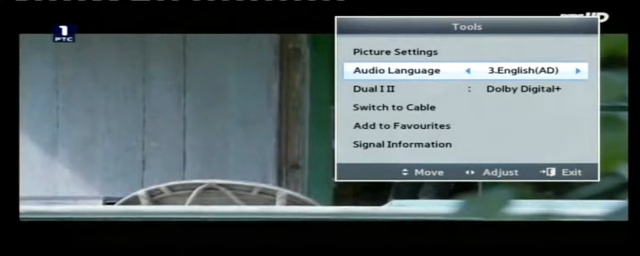 1
РТС
Tools
Picture Settings
Audio Language 3.English(AD)
Dual I II : Dolby Digital+
Switch to Cable
Add to Favourites
Signal Information
Move Adjust Exit